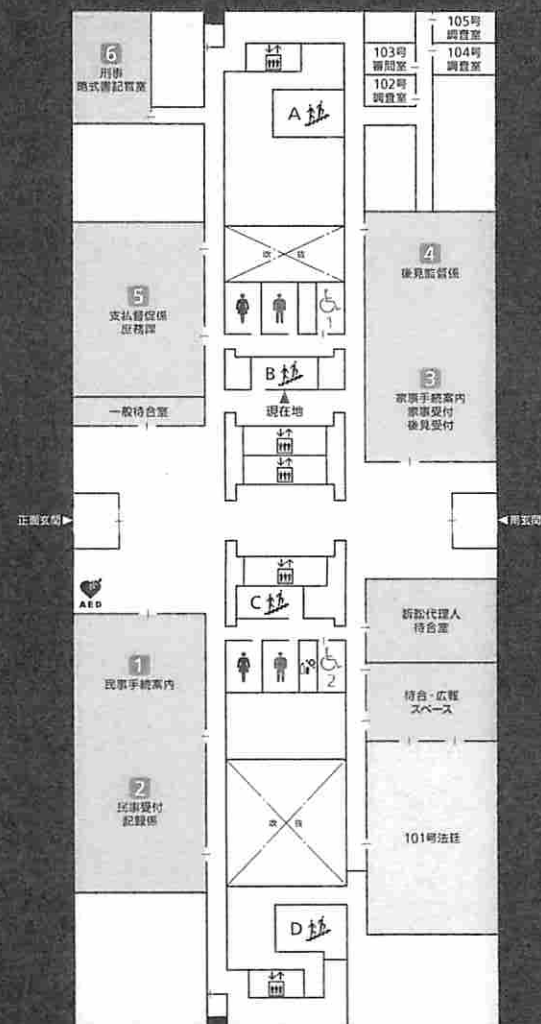 6
刑事
略式書記官室
A
105号
調査室
103号
審問室
104号
調査室
102号
調査室
吹 抜
1
4
後見監督係
5
支払督促係
庶務課
B
現在地
3
家事手続案内
家事受付
後見受付
一般待合室
正面玄関
南玄関
AED
C
訴訟代理人
待合室
1
民事手続案内
2
待合・広報
スペース
2
民事受付
記録係
吹 抜
101号法廷
D